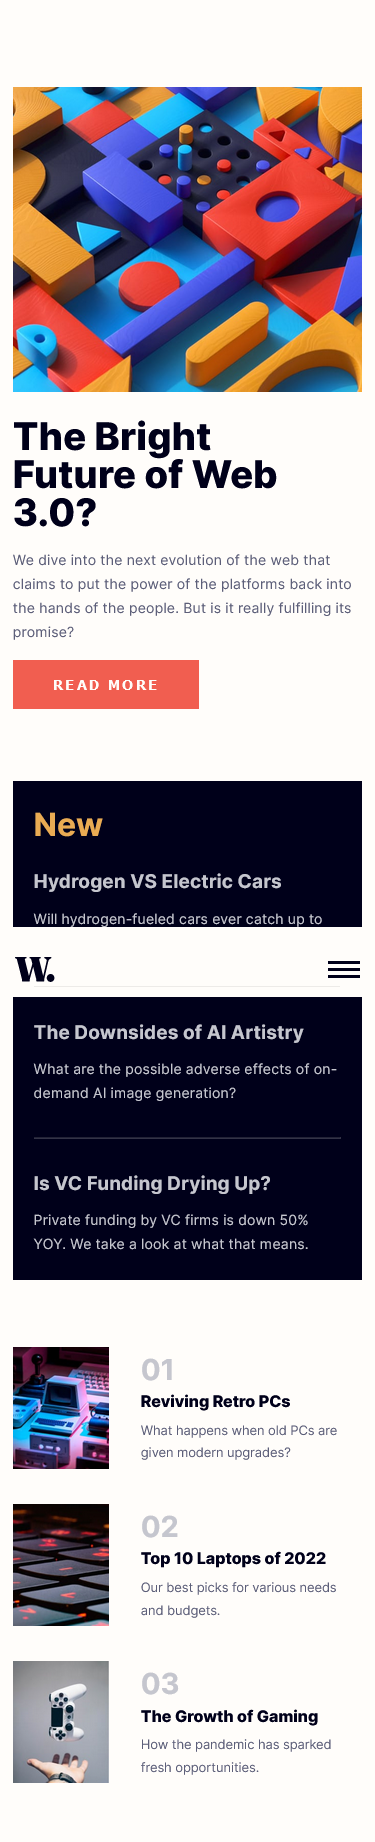 The Bright
Future of Web
3.0?
We dive into the next evolution of the web that
claims to put the power of the platforms back into
the hands of the people. But is it really fulfilling its
promise?
READ MORE
New
Hydrogen VS Electric Cars
Will hydrogen-fueled cars ever catch up to
W.
The Downsides of AI Artistry
What are the possible adverse effects of on-
demand AI image generation?
Is VC Funding Drying Up?
Private funding by VC firms is down 50%
YOY. We take a look at what that means.
01
Reviving Retro PCs
What happens when old PCs are
given modern upgrades?
02
Top 10 Laptops of 2022
Our best picks for various needs
and budgets.
03
The Growth of Gaming
How the pandemic has sparked
fresh opportunities.